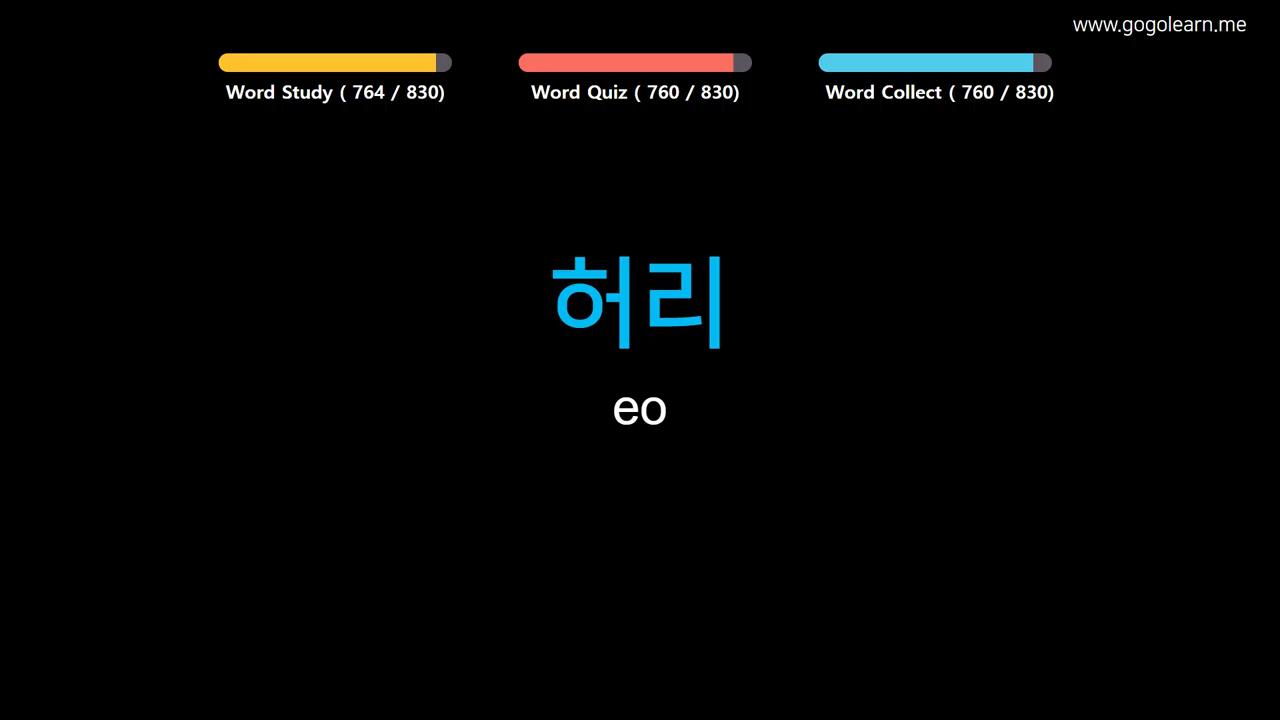 www.gogolearn.me
Word Study ( 764 / 830)
Word Quiz ( 760 / 830)
Word Collect ( 760 / 830)
허리
eo